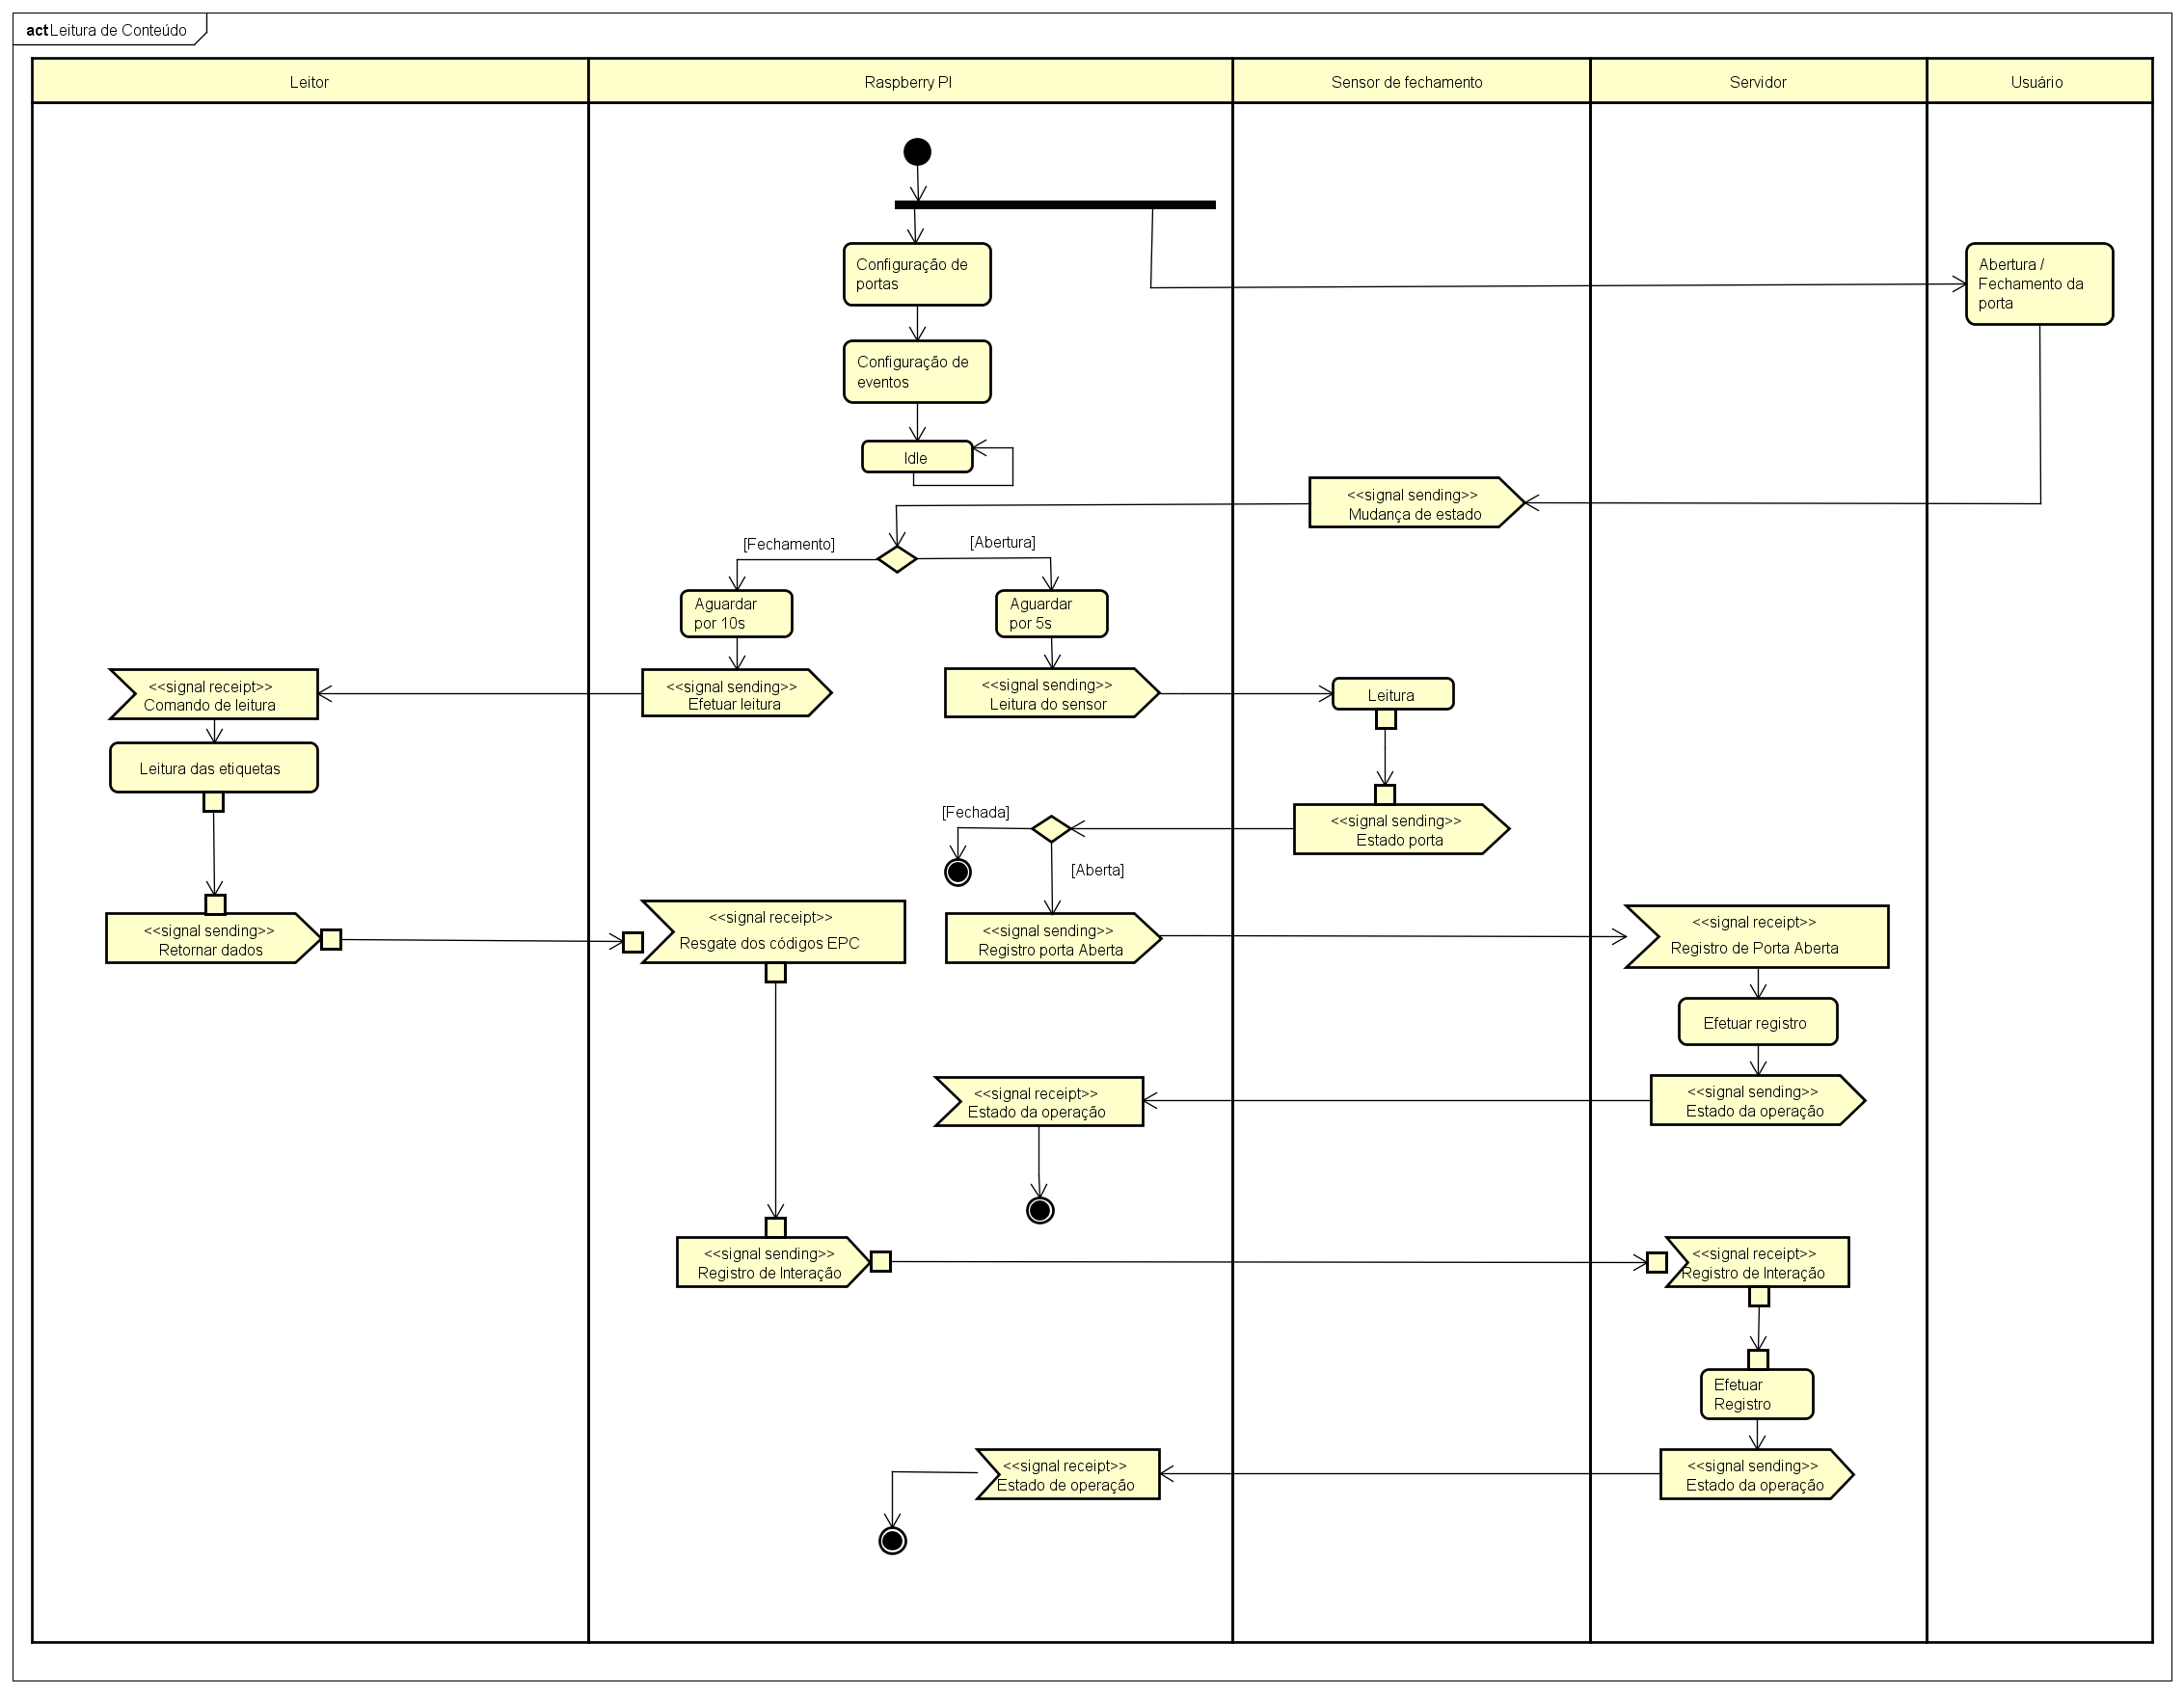 act Leitura de Conteúdo
Leitor
Raspberry PI
Sensor de fechamento
Servidor
Usuário
Configuração de
portas
Abertura /
Fechamento da
porta
Configuração de
eventos
Idle
<<signal sending>>
Mudança de estado
[Fechamento]
[Abertura]
Aguardar
por 10s
Aguardar
por 5s
<<signal receipt>>
Comando de leitura
<<signal sending>>
Efetuar leitura
<<signal sending>>
Leitura do sensor
Leitura
Leitura das etiquetas
[Fechada]
<<signal sending>>
Estado porta
[Aberta]
<<signal sending>>
Retornar dados
<<signal receipt>>
Resgate dos códigos EPC
<<signal sending>>
Registro porta Aberta
<<signal receipt>>
Registro de Porta Aberta
Efetuar registro
<<signal receipt>>
Estado da operação
<<signal sending>>
Estado da operação
<<signal sending>>
Registro de Interação
<<signal receipt>>
Registro de Interação
Efetuar
Registro
<<signal receipt>>
Estado de operação
<<signal sending>>
Estado da operação